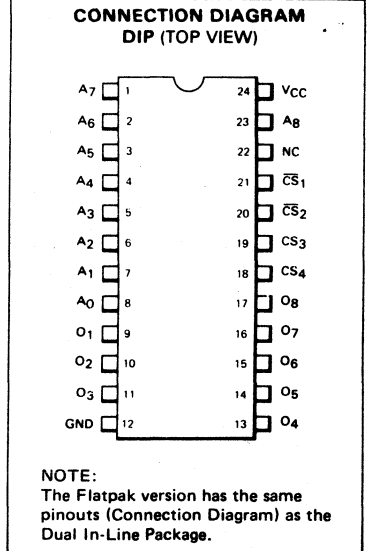 CONNECTION DIAGRAM
DIP (TOP VIEW)
A7 1 24 VCC
A6 2 23 A8
A5 3 22 NC
A4 4 21 C̅S̅1
A3 5 20 C̅S̅2
A2 6 19 CS3
A1 7 18 CS4
A0 8 17 O8
O1 9 16 O7
O2 10 15 O6
O3 11 14 O5
GND 12 13 O4
NOTE:
The Flatpak version has the same
pinouts (Connection Diagram) as the
Dual In-Line Package.